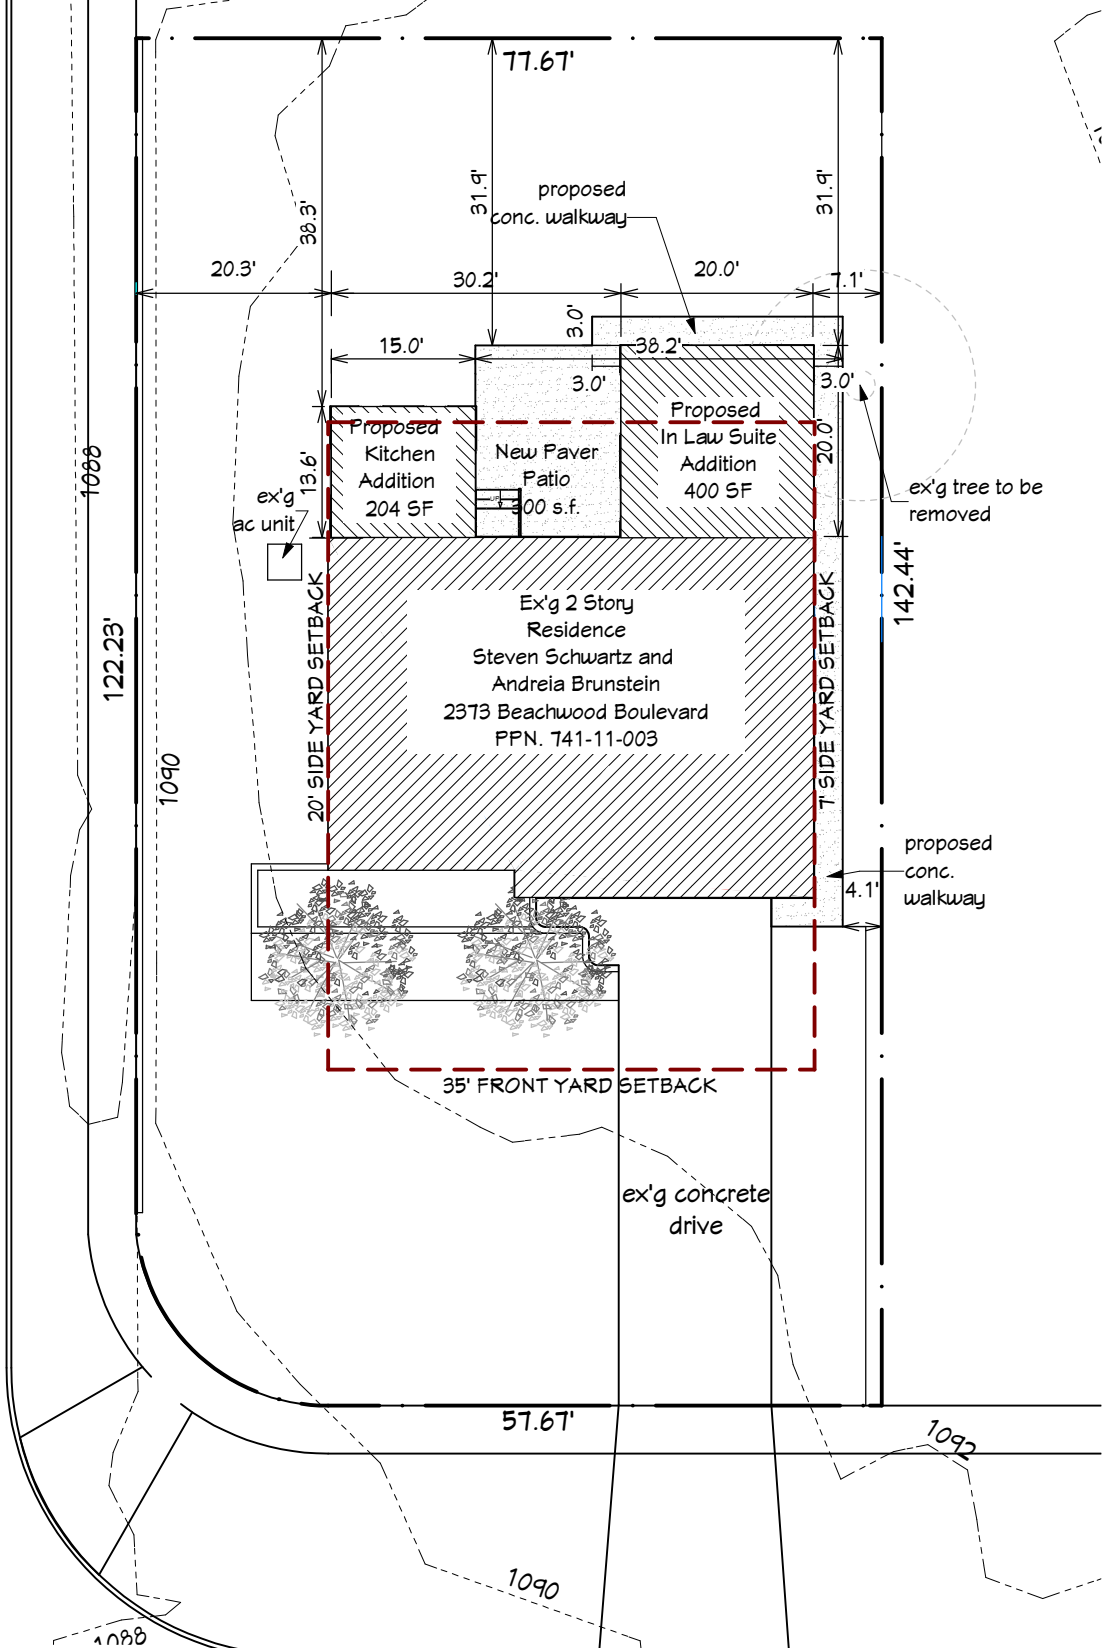 77.67'
38.3'
31.9'
proposed
conc. walkway
31.9'
20.3'
30.2'
20.0'
7.1'
3.0'
15.0'
38.2'
3.0'
3.0'
Proposed
Kitchen
Addition
204 SF
13.6'
New Paver
Patio
300 s.f.
UP
Proposed
In Law Suite
Addition
400 SF
20.0'
ex'g tree to be
removed
ex'g
ac unit
1088
122.23'
1090
20' SIDE YARD SETBACK
Ex'g 2 Story
Residence
Steven Schwartz and
Andreia Brunstein
2373 Beachwood Boulevard
PPN. 741-11-003
7' SIDE YARD SETBACK
142.44'
proposed
conc.
walkway
4.1'
35' FRONT YARD SETBACK
ex'g concrete
drive
57.67'
1092
1090
1088